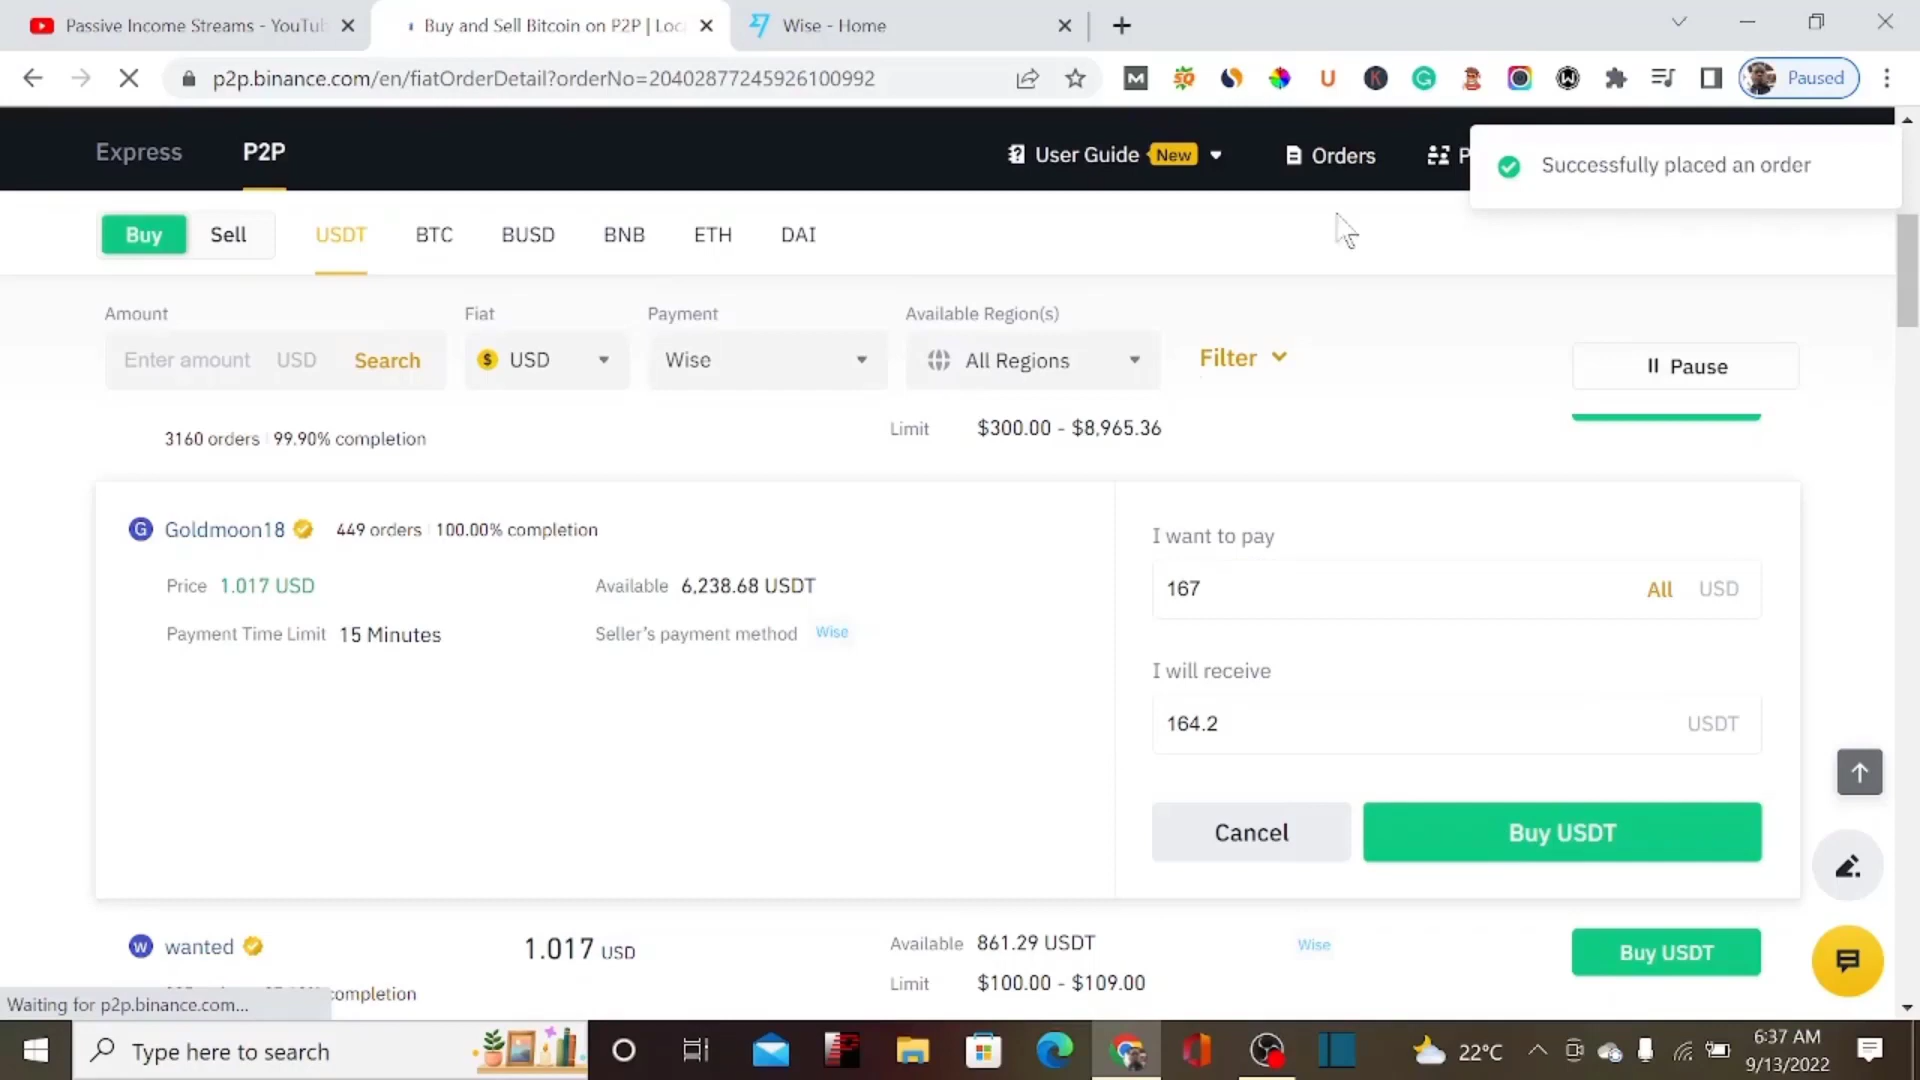 Passive Income Streams - YouTub
Buy and Sell Bitcoin on P2P | Loc
Wise - Home
p2p.binance.com/en/fiatOrderDetail?orderNo=20402877245926100992
Paused
Express
P2P
User Guide New
Orders
P
Successfully placed an order
Buy
Sell
USDT
BTC
BUSD
BNB
ETH
DAI
Amount
Fiat
Payment
Available Region(s)
Enter amount USD Search
USD
Wise
All Regions
Filter
Pause
3160 orders 99.90% completion
Limit $300.00 - $8,965.36
G Goldmoon18 449 orders 100.00% completion
Price 1.017 USD
Available 6,238.68 USDT
Payment Time Limit 15 Minutes
Seller's payment method Wise
I want to pay
167 All USD
I will receive
164.2 USDT
Cancel
Buy USDT
W wanted
1.017 USD
Available 861.29 USDT
Wise
Buy USDT
Limit $100.00 - $109.00
completion
Waiting for p2p.binance.com...
Type here to search
22°C
6:37 AM
9/13/2022